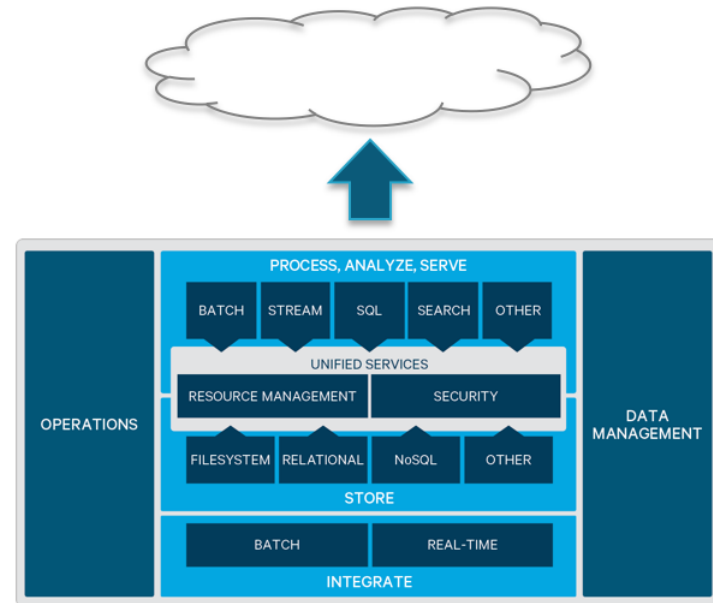 PROCESS, ANALYZE, SERVE
BATCH STREAM SQL SEARCH OTHER
UNIFIED SERVICES
RESOURCE MANAGEMENT SECURITY
OPERATIONS
DATA
MANAGEMENT
FILESYSTEM RELATIONAL NoSQL OTHER
STORE
BATCH REAL-TIME
INTEGRATE